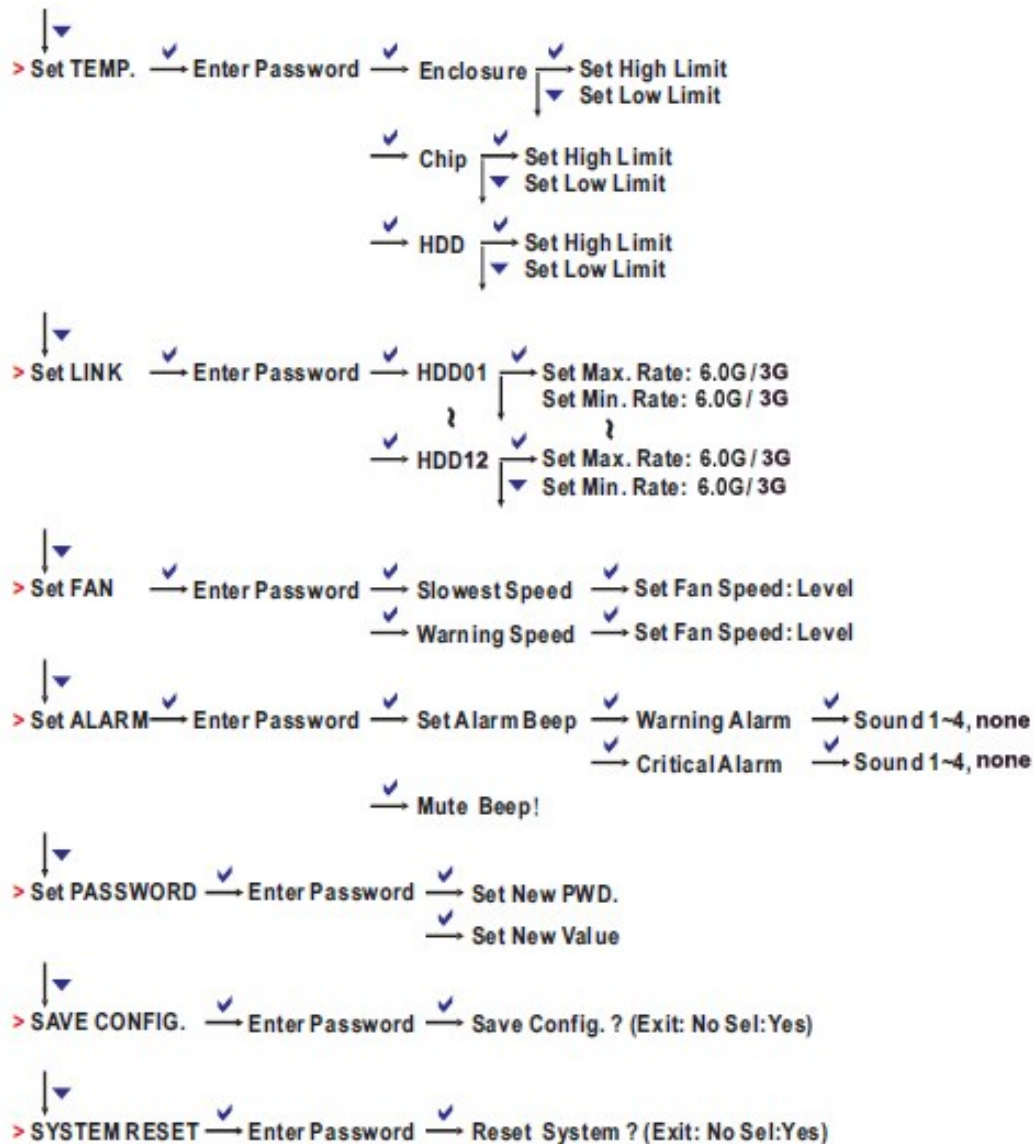 > Set TEMP. Enter Password Enclosure Set High Limit
Set Low Limit
Chip Set High Limit
Set Low Limit
HDD Set High Limit
Set Low Limit
> Set LINK Enter Password HDD01 Set Max. Rate: 6.0G/3G
Set Min. Rate: 6.0G/ 3G
~ ~
HDD12 Set Max. Rate: 6.0G/ 3G
Set Min. Rate: 6.0G/ 3G
> Set FAN Enter Password Slowest Speed Set Fan Speed: Level
Warning Speed Set Fan Speed: Level
> Set ALARM Enter Password Set Alarm Beep Warning Alarm Sound 1~4, none
Critical Alarm Sound 1~4, none
Mute Beep!
> Set PASSWORD Enter Password Set New PWD.
Set New Value
> SAVE CONFIG. Enter Password Save Config. ? (Exit: No Sel:Yes)
> SYSTEM RESET Enter Password Reset System ? (Exit: No Sel:Yes)